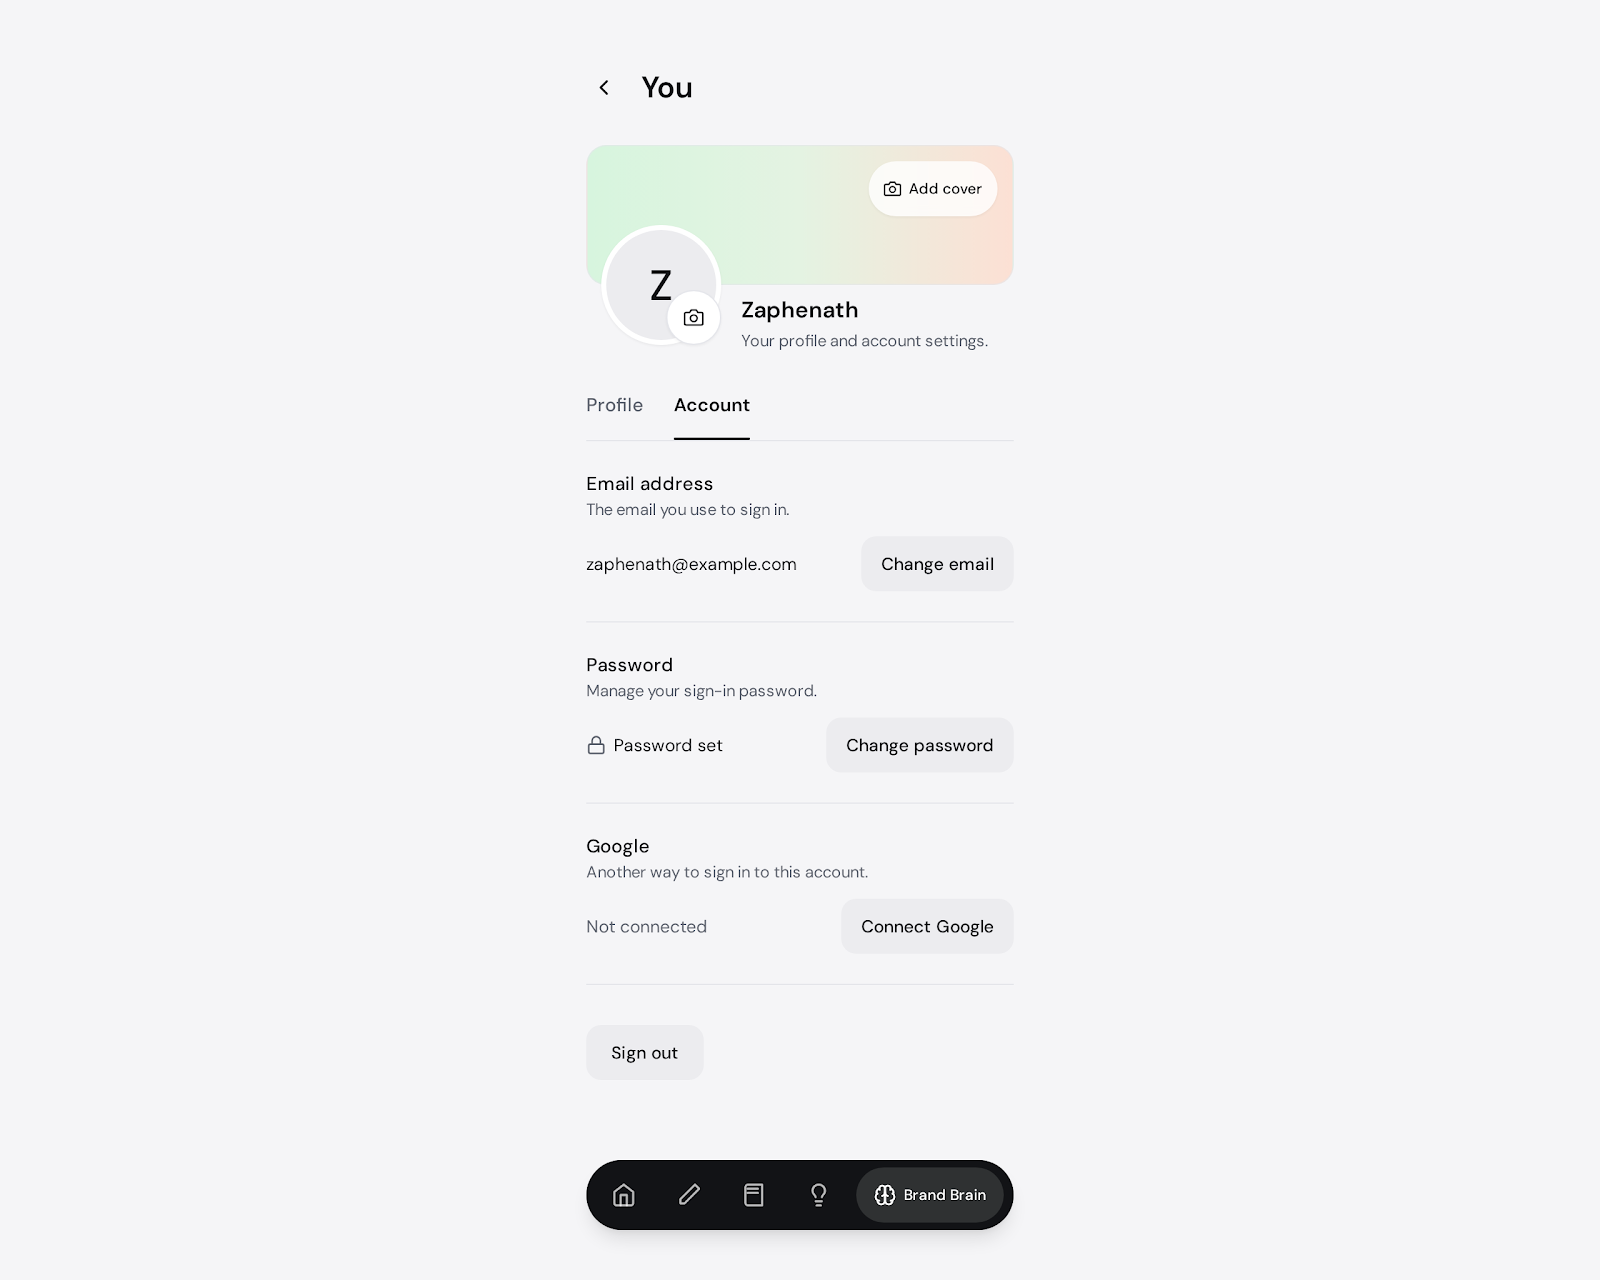 You
Add cover
Z
Zaphenath
Your profile and account settings.
Profile
Account
Email address
The email you use to sign in.
zaphenath@example.com
Change email
Password
Manage your sign-in password.
Password set
Change password
Google
Another way to sign in to this account.
Not connected
Connect Google
Sign out
Brand Brain